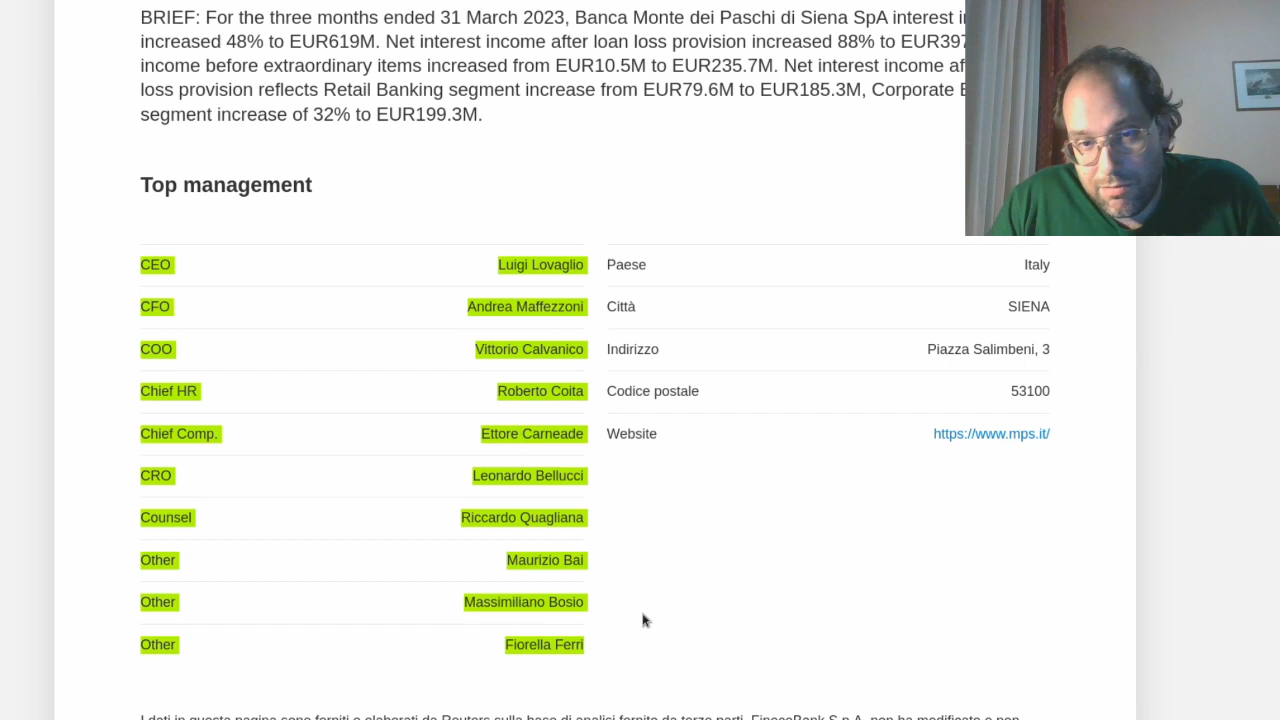 BRIEF: For the three months ended 31 March 2023, Banca Monte dei Paschi di Siena SpA interest
increased 48% to EUR619M. Net interest income after loan loss provision increased 88% to EUR397
income before extraordinary items increased from EUR10.5M to EUR235.7M. Net interest income
loss provision reflects Retail Banking segment increase from EUR79.6M to EUR185.3M, Corporate
segment increase of 32% to EUR199.3M.
Top management
CEO Luigi Lovaglio Paese Italy
CFO Andrea Maffezzoni Città SIENA
COO Vittorio Calvanico Indirizzo Piazza Salimbeni, 3
Chief HR Roberto Coita Codice postale 53100
Chief Comp. Ettore Carneade Website https://www.mps.it/
CRO Leonardo Bellucci
Counsel Riccardo Quagliana
Other Maurizio Bai
Other Massimiliano Bosio
Other Fiorella Ferri
I dati in questa pagina sono forniti e elaborati da Reuters sulla base di analisi fornite da terze parti. FinecoBank S.p.A. non ha modificato e non